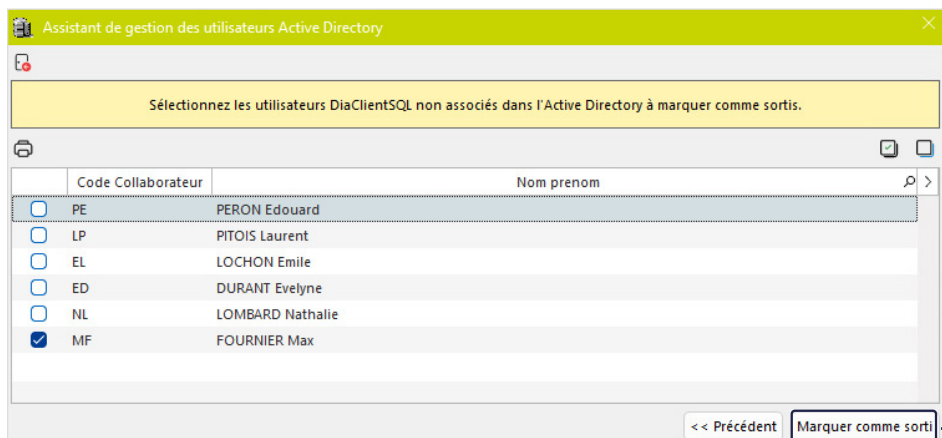 Assistant de gestion des utilisateurs Active Directory
Sélectionnez les utilisateurs DiaClientSQL non associés dans l'Active Directory à marquer comme sortis.
Code Collaborateur Nom prenom
PE PERON Edouard
LP PITOIS Laurent
EL LOCHON Emile
ED DURANT Evelyne
NL LOMBARD Nathalie
MF FOURNIER Max
<< Précédent Marquer comme sorti